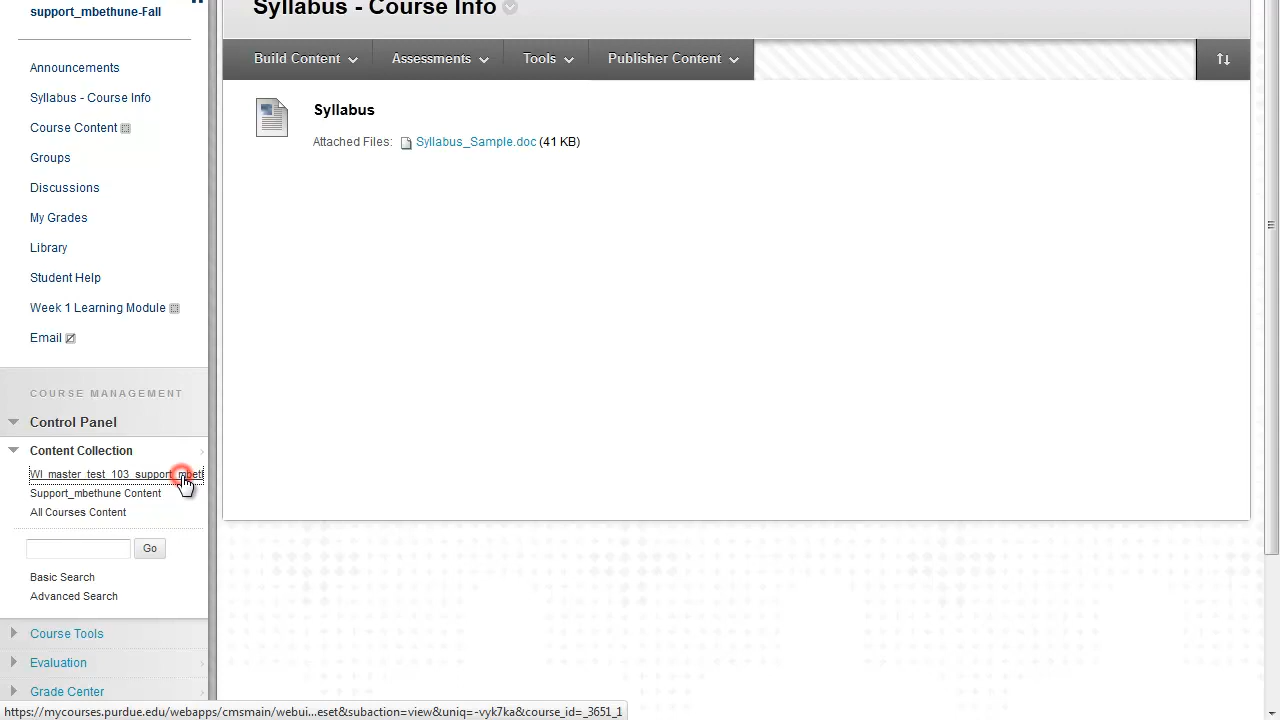 support_mbethune-Fall
Announcements
Syllabus - Course Info
Course Content
Groups
Discussions
My Grades
Library
Student Help
Week 1 Learning Module
Email
COURSE MANAGEMENT
Control Panel
Content Collection
WI_master_test_103_support_
Support_mbethune Content
All Courses Content
Go
Basic Search
Advanced Search
Course Tools
Evaluation
Grade Center
Syllabus - Course Info
Build Content
Assessments
Tools
Publisher Content
Syllabus
Attached Files: Syllabus_Sample.doc (41 KB)
https://mycourses.purdue.edu/webapps/cmsmain/webui...eset&subaction=view&uniq=-vyk7ka&course_id=_3651_1